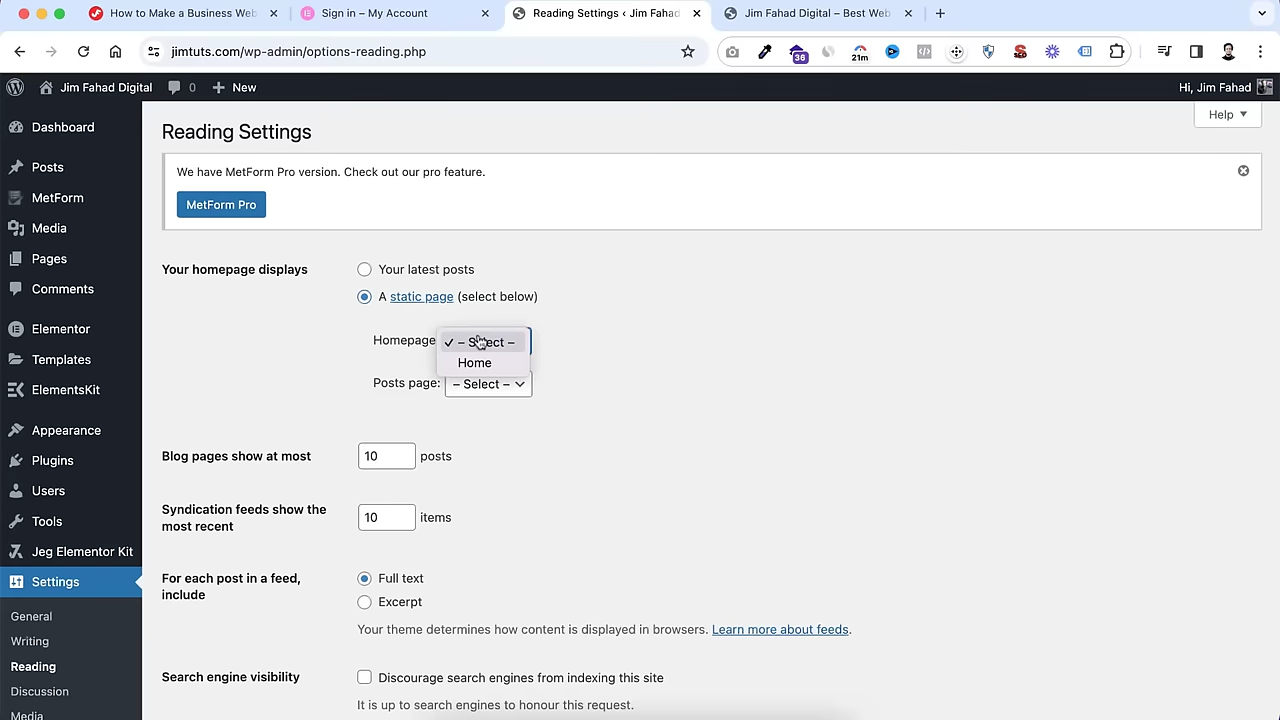 How to Make a Business Web
Sign in – My Account
Reading Settings ‹ Jim Fahad
Jim Fahad Digital – Best Web
jimtuts.com/wp-admin/options-reading.php
36
21m
Jim Fahad Digital
0
New
Hi, Jim Fahad
Help
Dashboard
Posts
MetForm
Media
Pages
Comments
Elementor
Templates
ElementsKit
Appearance
Plugins
Users
Tools
Jeg Elementor Kit
Settings
General
Writing
Reading
Discussion
Media
Reading Settings
We have MetForm Pro version. Check out our pro feature.
MetForm Pro
Your homepage displays
Your latest posts
A static page (select below)
Homepage
– Select –
Home
Posts page: – Select –
Blog pages show at most
10 posts
Syndication feeds show the
most recent
10 items
For each post in a feed,
include
Full text
Excerpt
Your theme determines how content is displayed in browsers. Learn more about feeds.
Search engine visibility
Discourage search engines from indexing this site
It is up to search engines to honour this request.